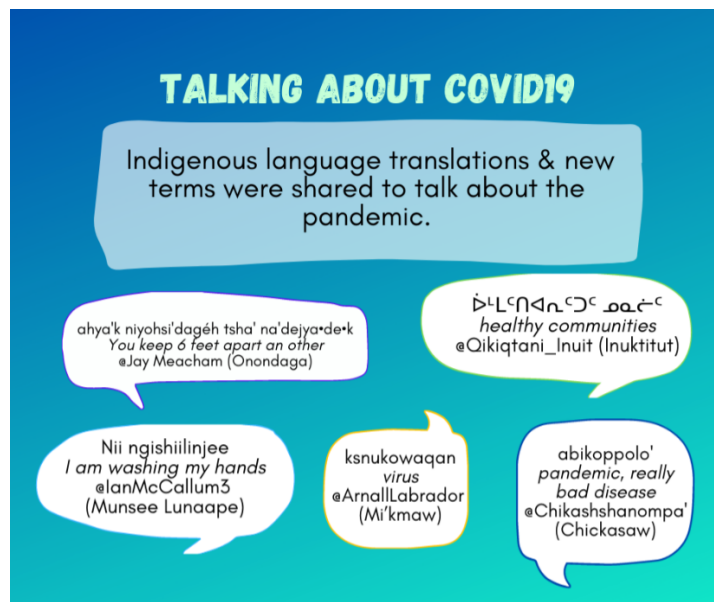 TALKING ABOUT COVID19
Indigenous language translations & new
terms were shared to talk about the
pandemic.
ahya'k niyohsi'dagéh tsha' na'dejya•de•k
You keep 6 feet apart an other
@Jay Meacham (Onondaga)
ᐆᒻᒪᑦᑎᐊᕆᑦᑐᑦ ᓄᓇᓖᑦ
healthy communities
@Qikiqtani_Inuit (Inuktitut)
Nii ngishiilinjee
I am washing my hands
@IanMcCallum3
(Munsee Lunaape)
ksnukowaqan
virus
@ArnallLabrador
(Mi'kmaw)
abikoppolo'
pandemic, really
bad disease
@Chikashshanompa'
(Chickasaw)